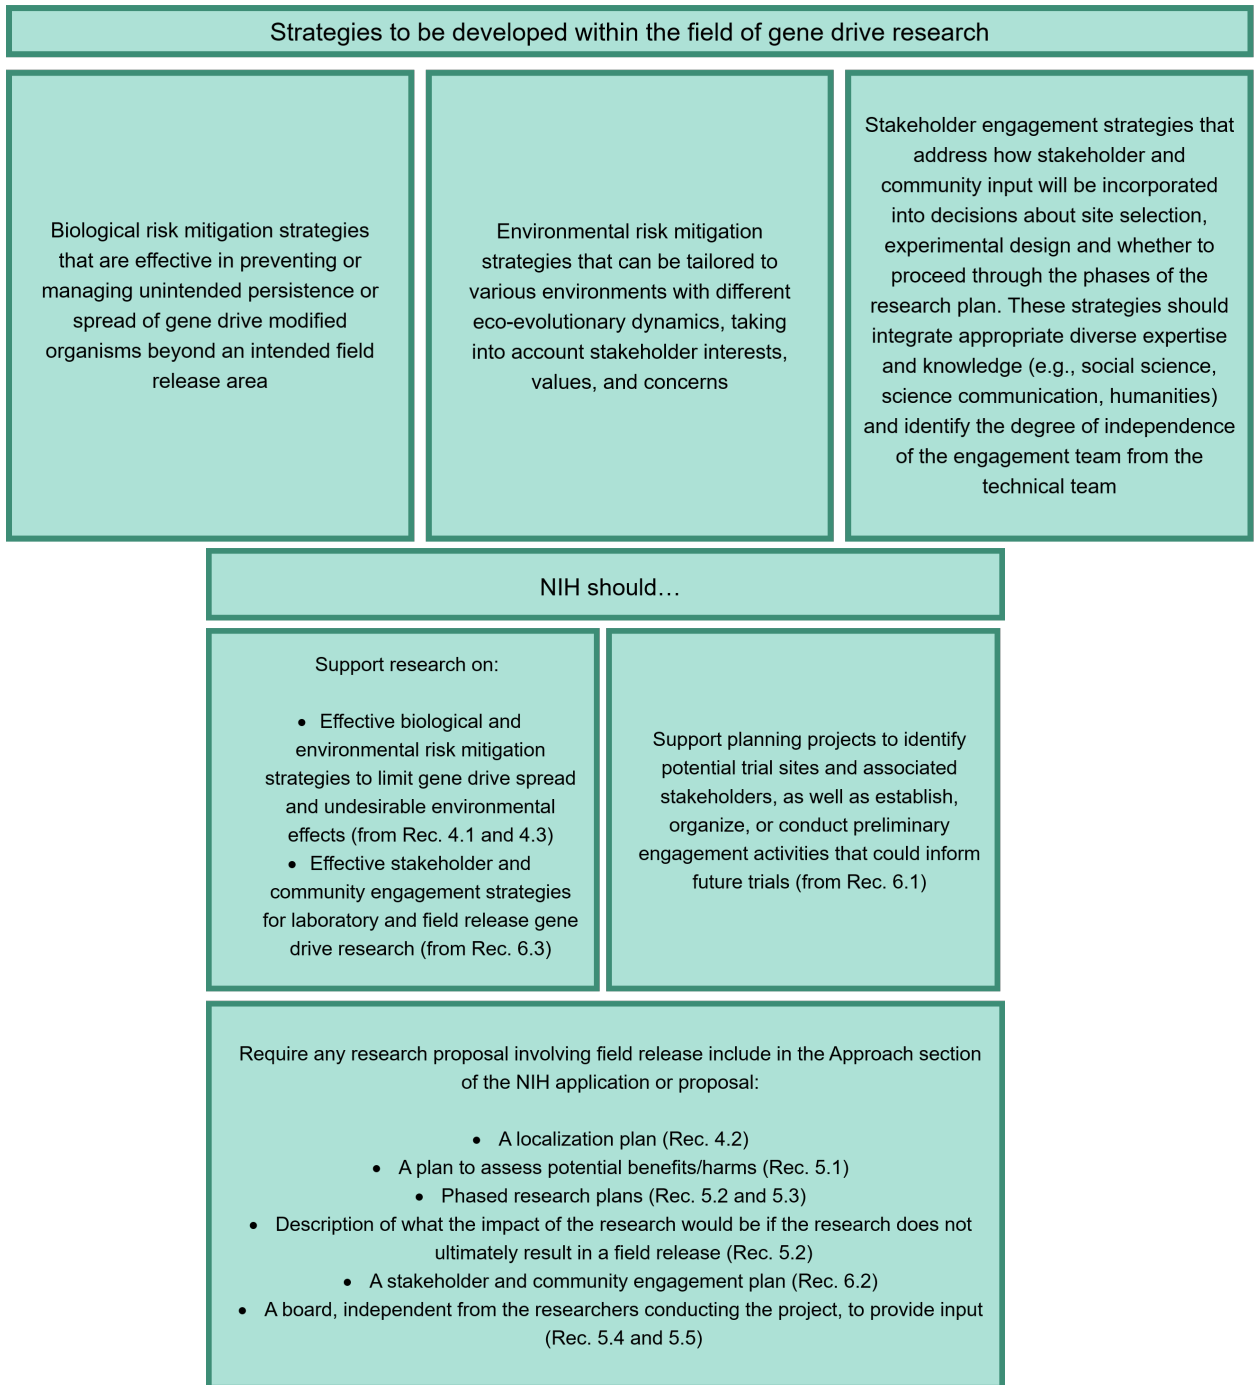 Strategies to be developed within the field of gene drive research
Biological risk mitigation strategies
that are effective in preventing or
managing unintended persistence or
spread of gene drive modified
organisms beyond an intended field
release area
Environmental risk mitigation
strategies that can be tailored to
various environments with different
eco-evolutionary dynamics, taking
into account stakeholder interests,
values, and concerns
Stakeholder engagement strategies that
address how stakeholder and
community input will be incorporated
into decisions about site selection,
experimental design and whether to
proceed through the phases of the
research plan. These strategies should
integrate appropriate diverse expertise
and knowledge (e.g., social science,
science communication, humanities)
and identify the degree of independence
of the engagement team from the
technical team
NIH should…
Support research on:
• Effective biological and
environmental risk mitigation
strategies to limit gene drive spread
and undesirable environmental
effects (from Rec. 4.1 and 4.3)
• Effective stakeholder and
community engagement strategies
for laboratory and field release gene
drive research (from Rec. 6.3)
Support planning projects to identify
potential trial sites and associated
stakeholders, as well as establish,
organize, or conduct preliminary
engagement activities that could inform
future trials (from Rec. 6.1)
Require any research proposal involving field release include in the Approach section
of the NIH application or proposal:
• A localization plan (Rec. 4.2)
• A plan to assess potential benefits/harms (Rec. 5.1)
• Phased research plans (Rec. 5.2 and 5.3)
• Description of what the impact of the research would be if the research does not
ultimately result in a field release (Rec. 5.2)
• A stakeholder and community engagement plan (Rec. 6.2)
• A board, independent from the researchers conducting the project, to provide input
(Rec. 5.4 and 5.5)